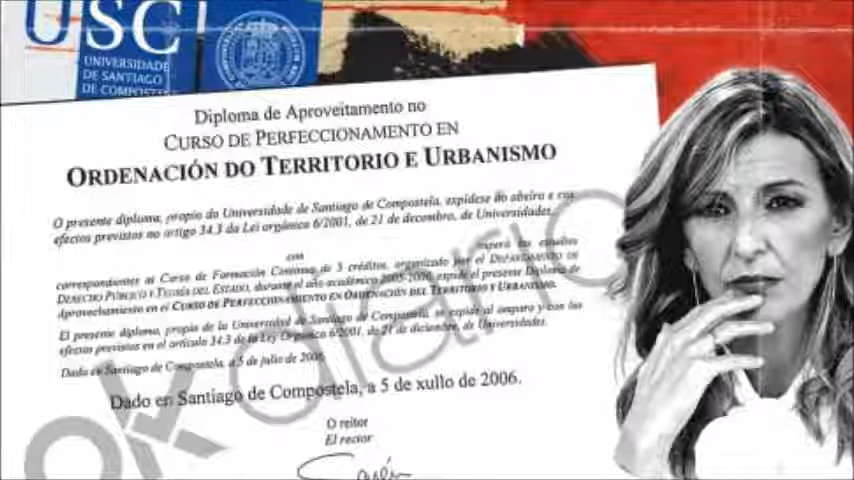 USC
UNIVERSIDADE
DE SANTIAGO
DE COMPOSTELA
Diploma de Aproveitamento no
CURSO DE PERFECCIONAMENTO EN
ORDENACIÓN DO TERRITORIO E URBANISMO
O presente diploma, propio da Universidade de Santiago de Compostela, expídese ao abeiro e cos
efectos previstos no artigo 34.3 da Lei orgánica 6/2001, de 21 de decembro, de Universidades.
con
superá los estudios
correspondientes al Curso de Formación Continua de 3 créditos, organizado por el DEPARTAMENTO DE
DERECHO PÚBLICO Y TEORÍA DEL ESTADO, durante el año académico 2005-2006, expide el presente Diploma de
Aprovechamiento en el CURSO DE PERFECCIONAMIENTO EN ORDENACIÓN DEL TERRITORIO Y URBANISMO.
El presente diploma, propio de la Universidad de Santiago de Compostela, se expide al amparo y con los
efectos previstos en el artículo 34.3 de la Ley Orgánica 6/2001, de 21 de diciembre, de Universidades.
Dado en Santiago de Compostela, a 5 de julio de 2006
Dado en Santiago de Compostela, a 5 de xullo de 2006.
O reitor
El rector
okdiario